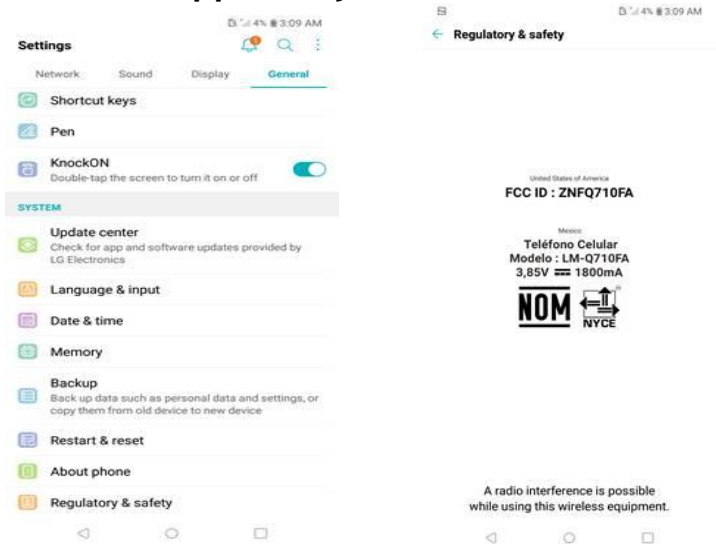 4% 3:09 AM
Settings
Network Sound Display General
Shortcut keys
Pen
KnockON
Double-tap the screen to turn it on or off
SYSTEM
Update center
Check for app and software updates provided by
LG Electronics
Language & input
Date & time
Memory
Backup
Back up data such as personal data and settings, or
copy them from old device to new device
Restart & reset
About phone
Regulatory & safety
4% 3:09 AM
Regulatory & safety
United States of America
FCC ID : ZNFQ710FA
Mexico
Teléfono Celular
Modelo : LM-Q710FA
3,85V 1800mA
NOM NYCE
A radio interference is possible
while using this wireless equipment.